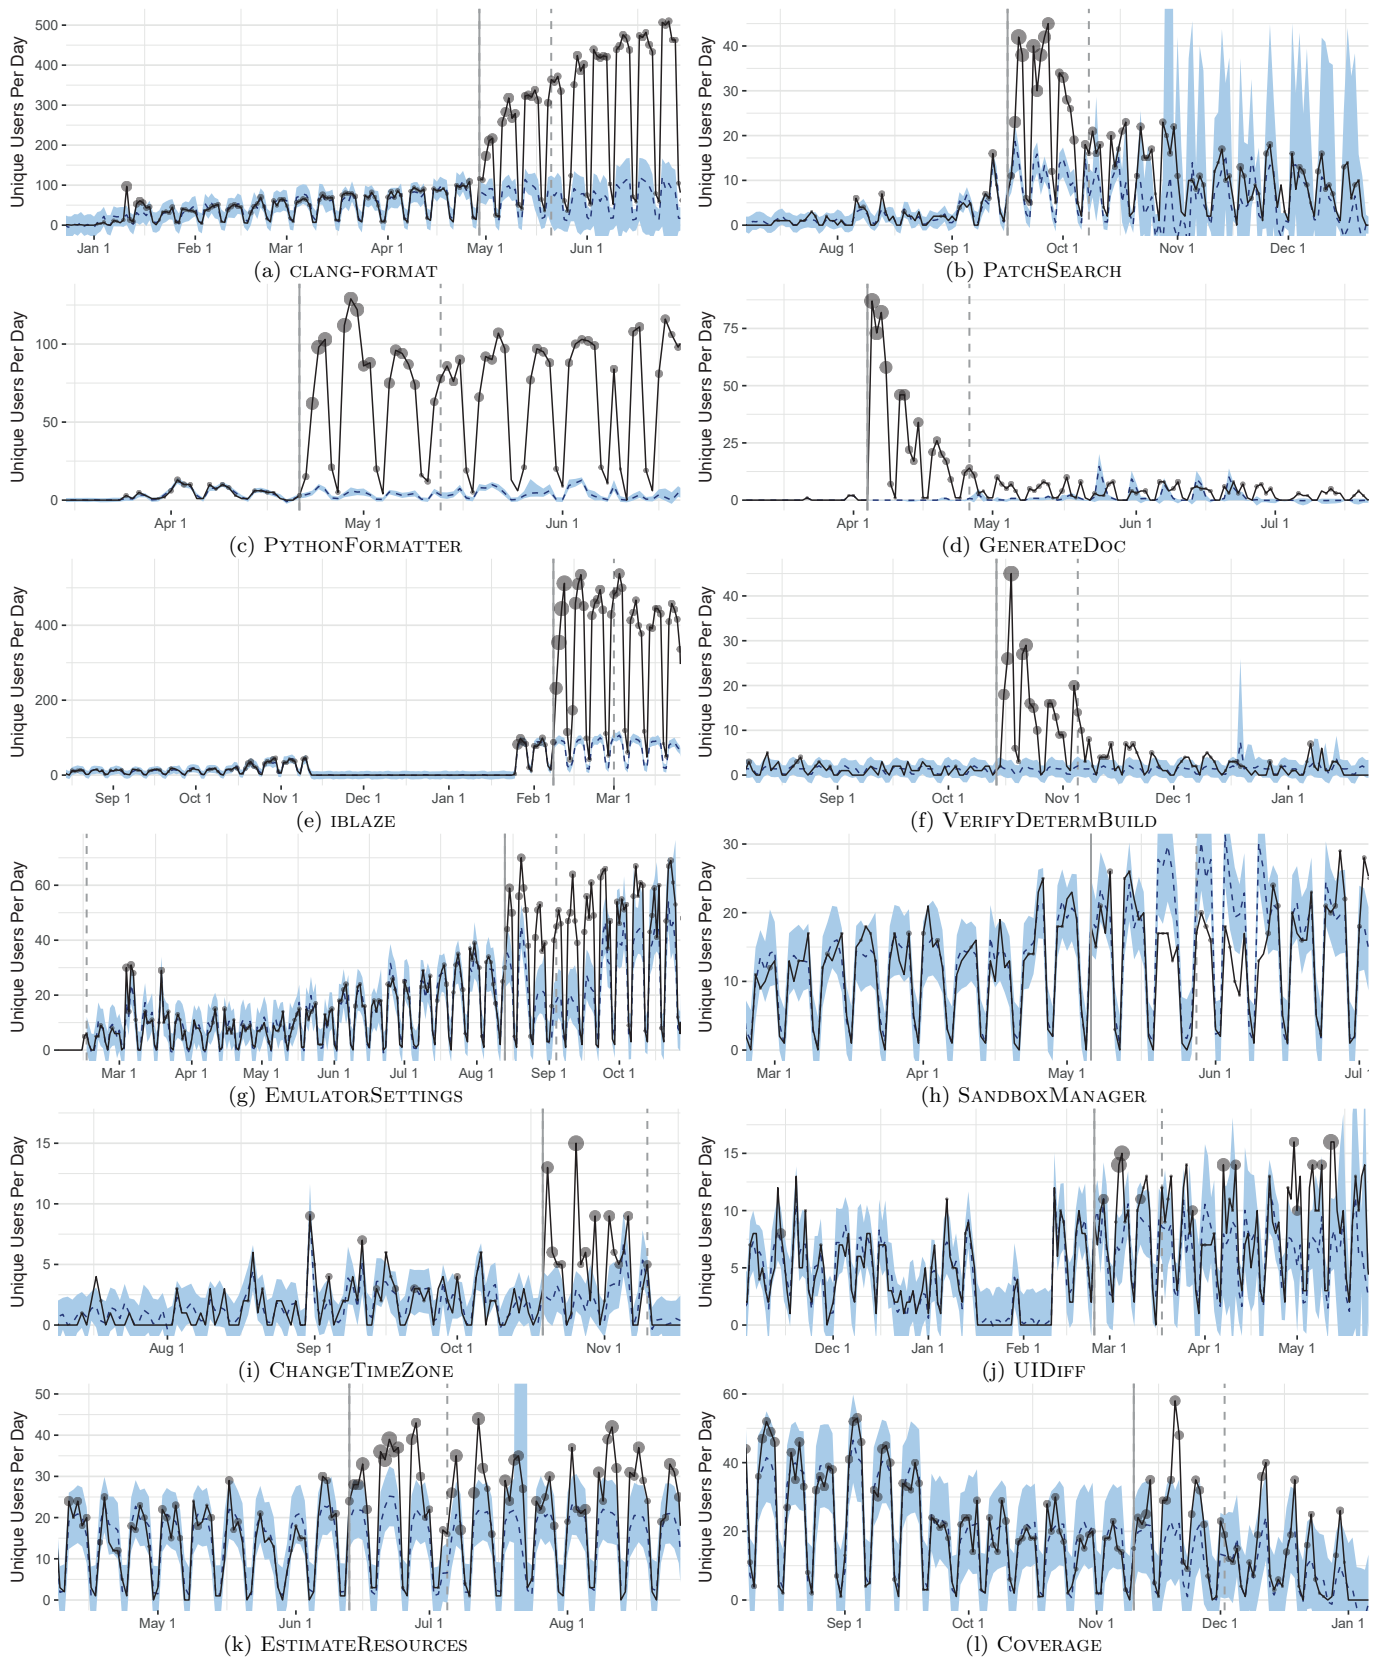 Unique Users Per Day
500
400
300
200
100
0
Jan 1 Feb 1 Mar 1 Apr 1 May 1 Jun 1
(a) CLANG-FORMAT
Unique Users Per Day
40
30
20
10
0
Aug 1 Sep 1 Oct 1 Nov 1 Dec 1
(b) PATCHSEARCH
Unique Users Per Day
100
50
0
Apr 1 May 1 Jun 1
(c) PYTHONFORMATTER
Unique Users Per Day
75
50
25
0
Apr 1 May 1 Jun 1 Jul 1
(d) GENERATEDOC
Unique Users Per Day
400
200
0
Sep 1 Oct 1 Nov 1 Dec 1 Jan 1 Feb 1 Mar 1
(e) IBLAZE
Unique Users Per Day
40
30
20
10
0
Sep 1 Oct 1 Nov 1 Dec 1 Jan 1
(f) VERIFYDETERMBUILD
Unique Users Per Day
60
40
20
0
Mar 1 Apr 1 May 1 Jun 1 Jul 1 Aug 1 Sep 1 Oct 1
(g) EMULATORSETTINGS
Unique Users Per Day
30
20
10
0
Mar 1 Apr 1 May 1 Jun 1 Jul
(h) SANDBOXMANAGER
Unique Users Per Day
15
10
5
0
Aug 1 Sep 1 Oct 1 Nov 1
(i) CHANGETIMEZONE
Unique Users Per Day
15
10
5
0
Dec 1 Jan 1 Feb 1 Mar 1 Apr 1 May 1
(j) UIDIFF
Unique Users Per Day
50
40
30
20
10
0
May 1 Jun 1 Jul 1 Aug 1
(k) ESTIMATERESOURCES
Unique Users Per Day
60
40
20
0
Sep 1 Oct 1 Nov 1 Dec 1 Jan 1
(l) COVERAGE